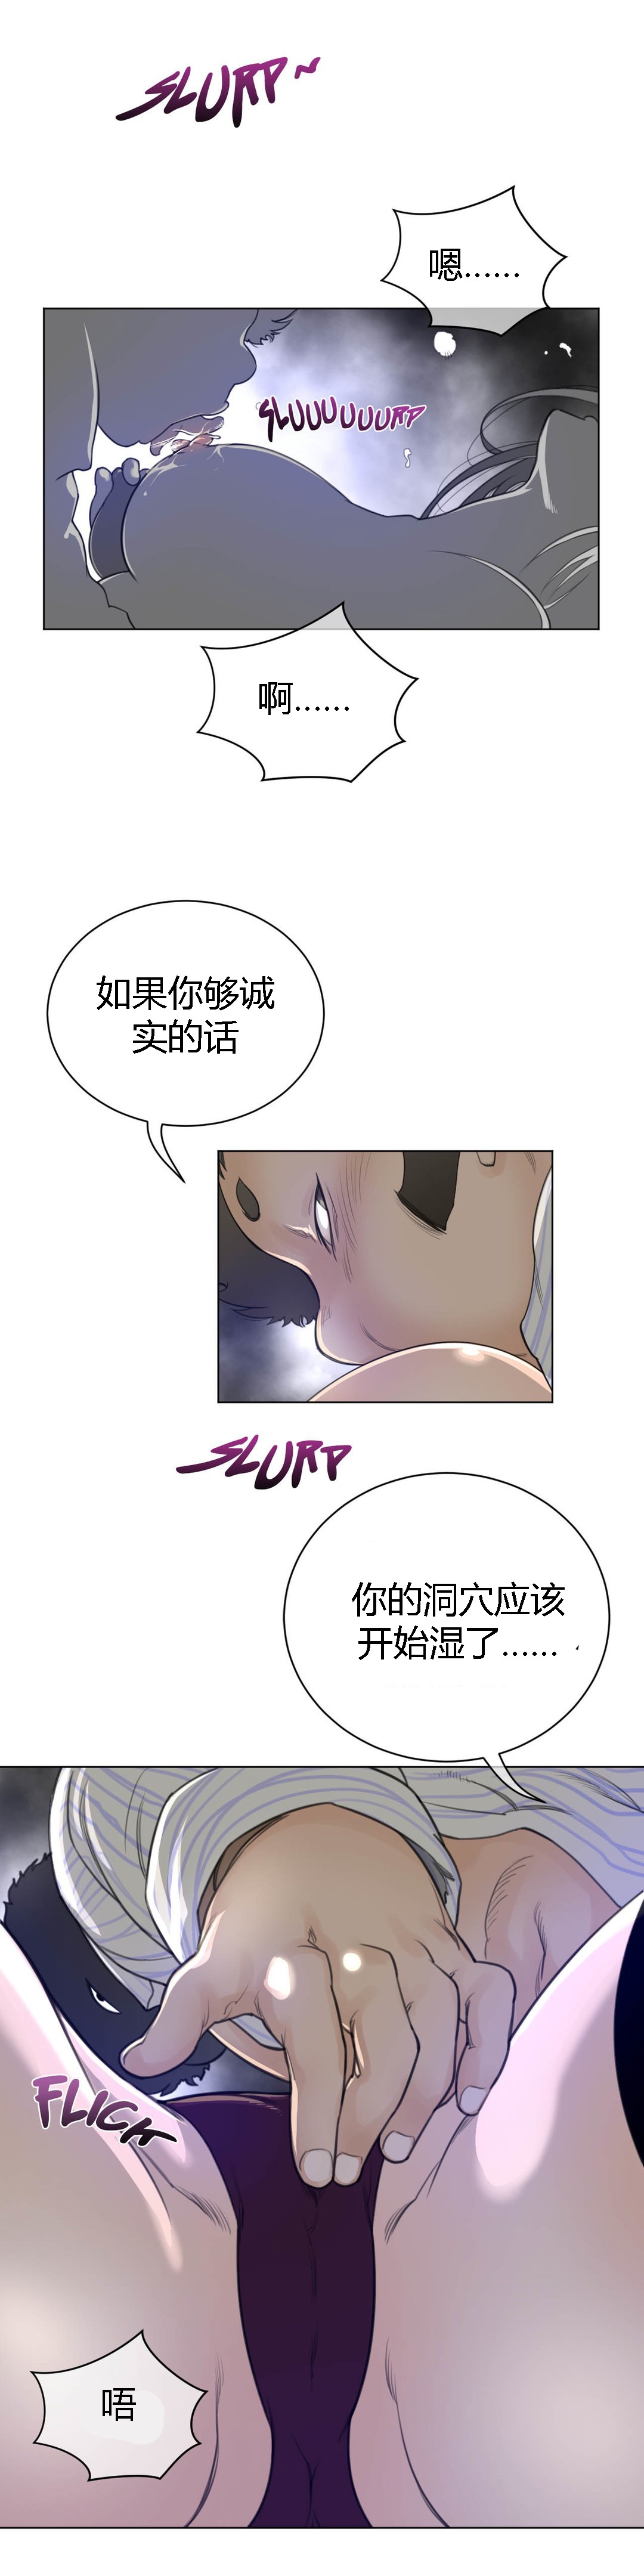 SLURP~
嗯......
SLUUUUUURP
啊......
如果你够诚
实的话
SLURP
你的洞穴应该
开始湿了......
FLICK
唔